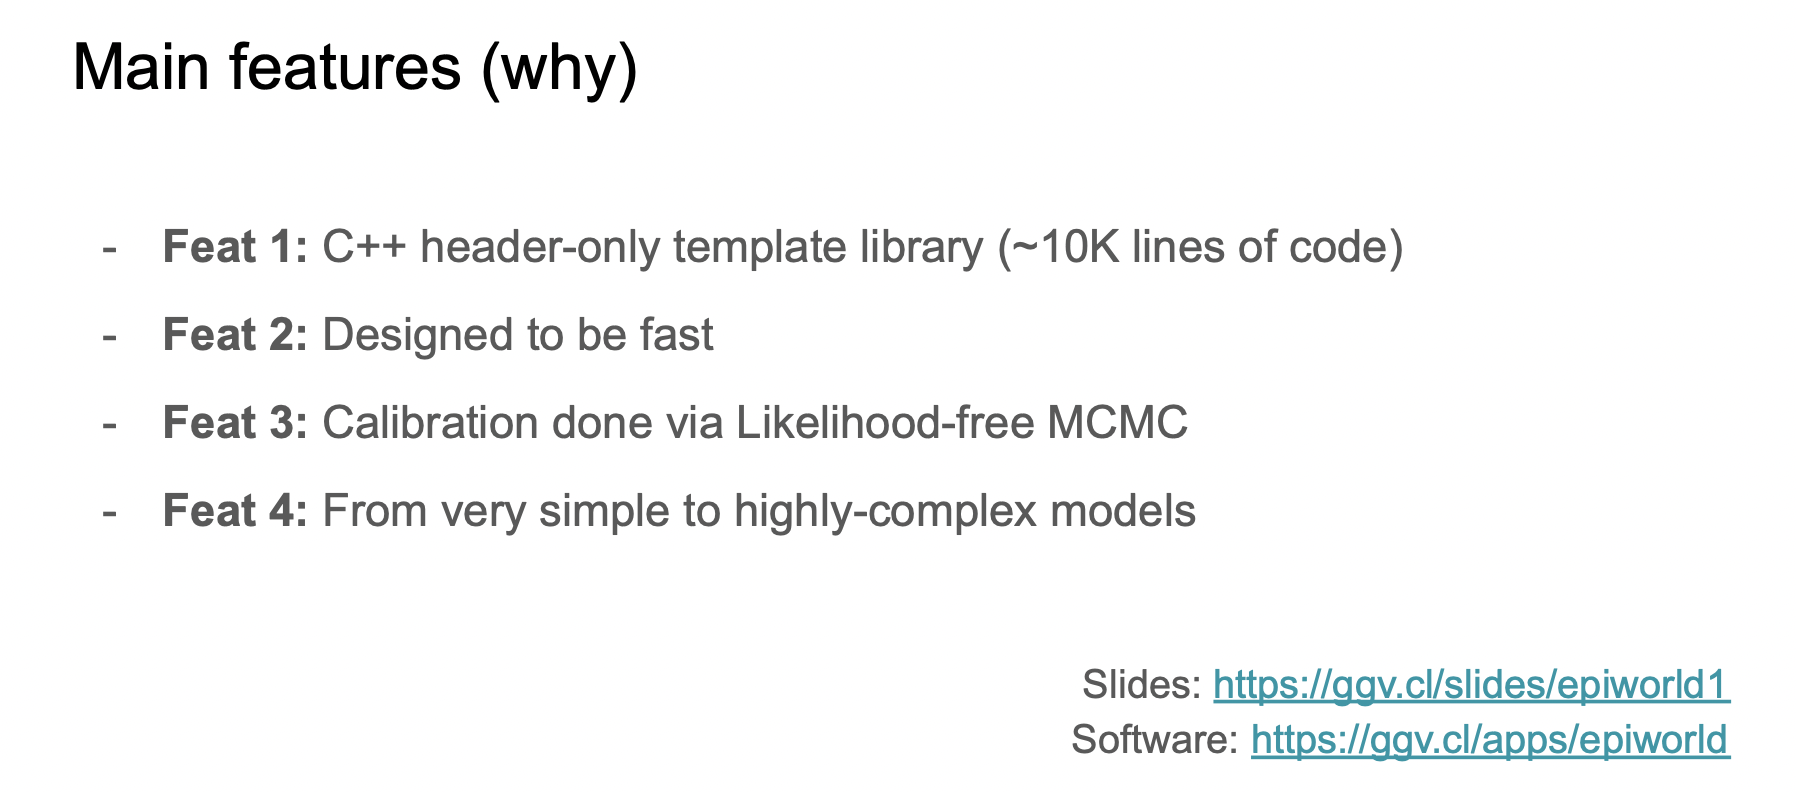 Main features (why)
- Feat 1: C++ header-only template library (~10K lines of code)
- Feat 2: Designed to be fast
- Feat 3: Calibration done via Likelihood-free MCMC
- Feat 4: From very simple to highly-complex models
Slides: https://ggv.cl/slides/epiworld1
Software: https://ggv.cl/apps/epiworld